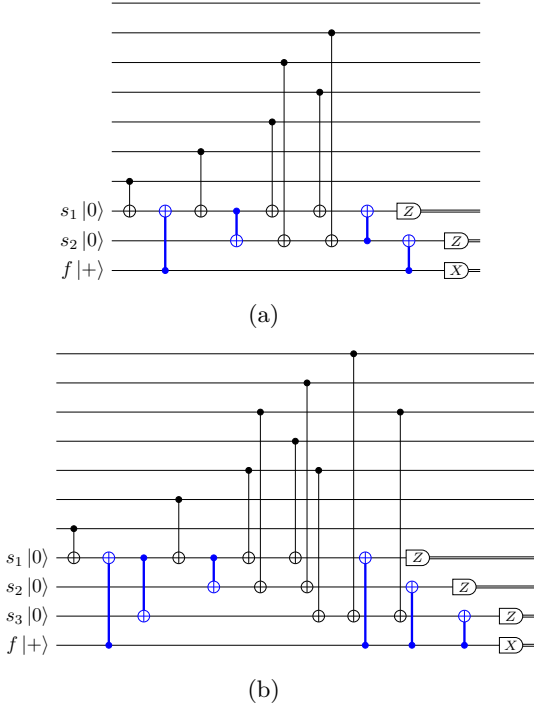 s₁ |0⟩ Z
s₂ |0⟩ Z
f |+⟩ X
(a)
s₁ |0⟩ Z
s₂ |0⟩ Z
s₃ |0⟩ Z
f |+⟩ X
(b)